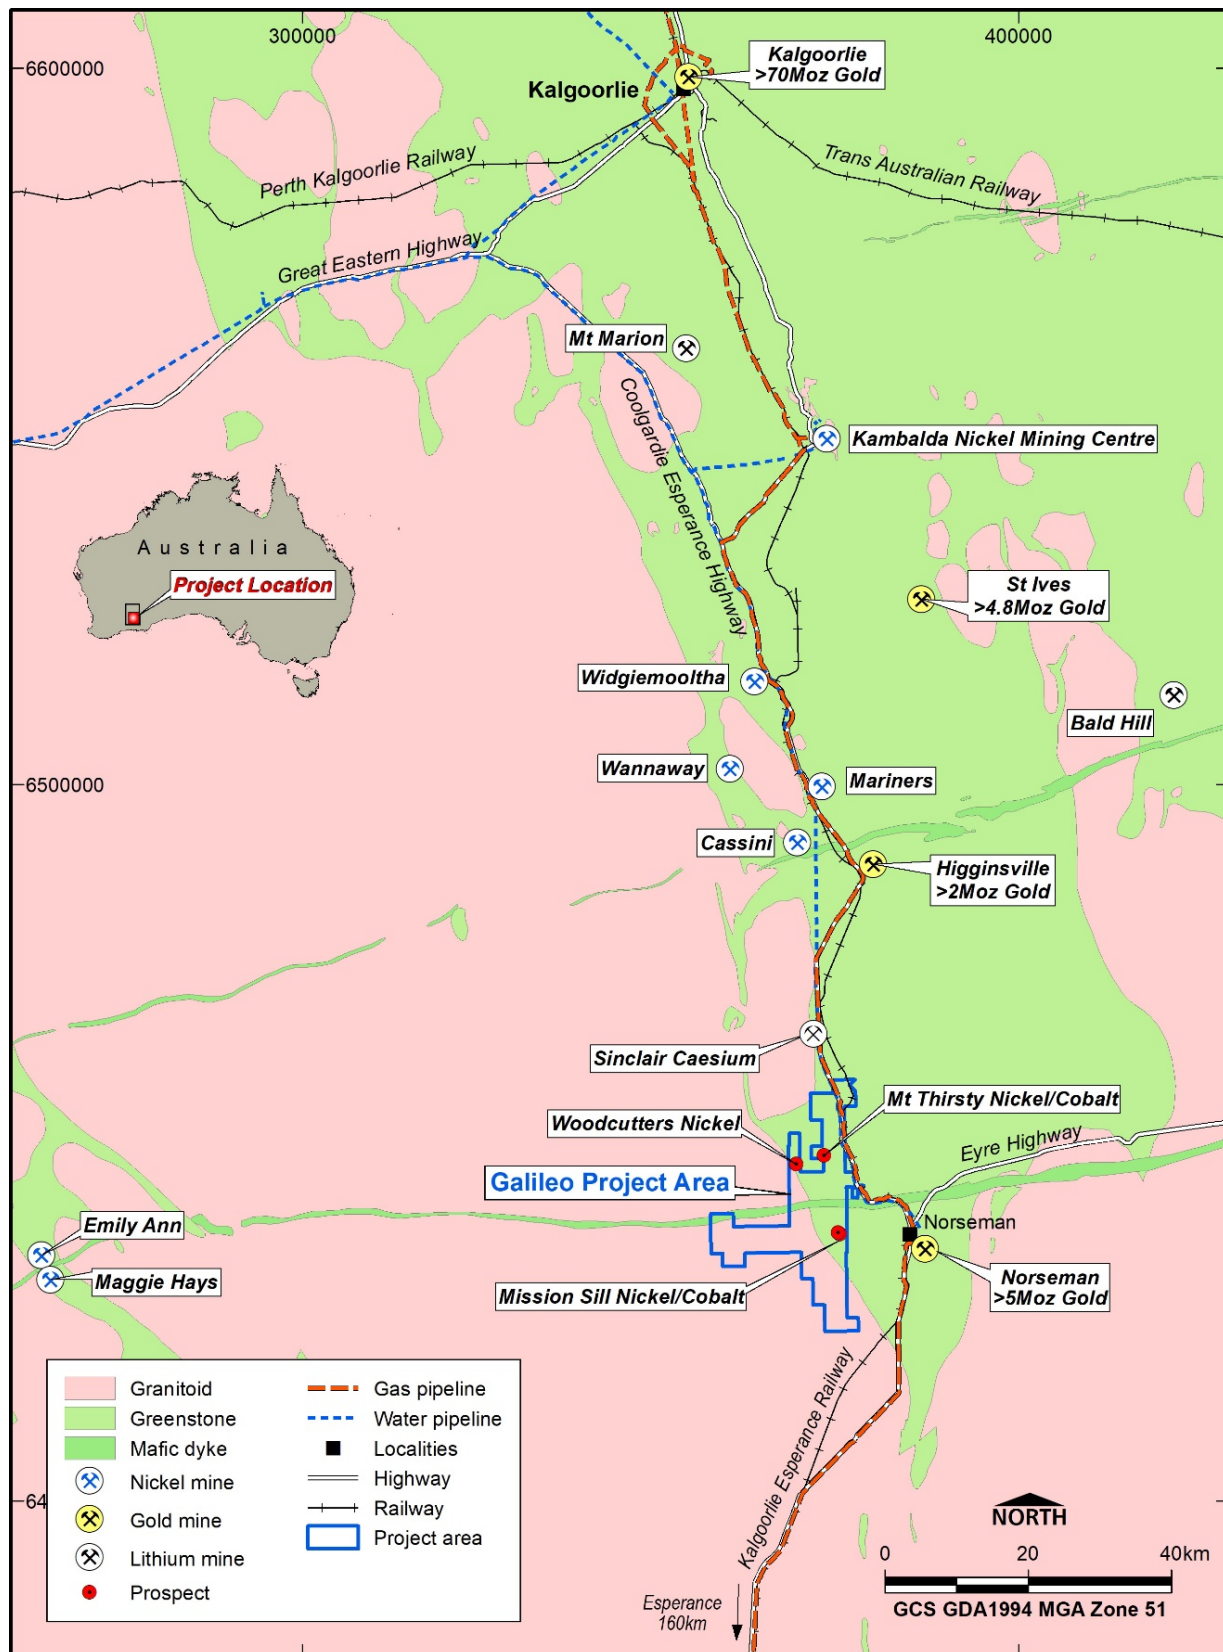 300000
400000
6600000
Kalgoorlie
>70Moz Gold
Kalgoorlie
Perth Kalgoorlie Railway
Trans Australian Railway
Great Eastern Highway
Mt Marion
Coolgardie Esperance Highway
Kambalda Nickel Mining Centre
Australia
Project Location
St Ives
>4.8Moz Gold
Widgiemooltha
Bald Hill
Wannaway
6500000
Mariners
Cassini
Higginsville
>2Moz Gold
Sinclair Caesium
Mt Thirsty Nickel/Cobalt
Woodcutters Nickel
Eyre Highway
Galileo Project Area
Emily Ann
Norseman
Maggie Hays
Mission Sill Nickel/Cobalt
Norseman
>5Moz Gold
Kalgoorlie Esperance Railway
Granitoid
Greenstone
Mafic dyke
Nickel mine
Gold mine
Lithium mine
Prospect
Gas pipeline
Water pipeline
Localities
Highway
Railway
Project area
64
NORTH
0 20 40km
GCS GDA1994 MGA Zone 51
Esperance
160km